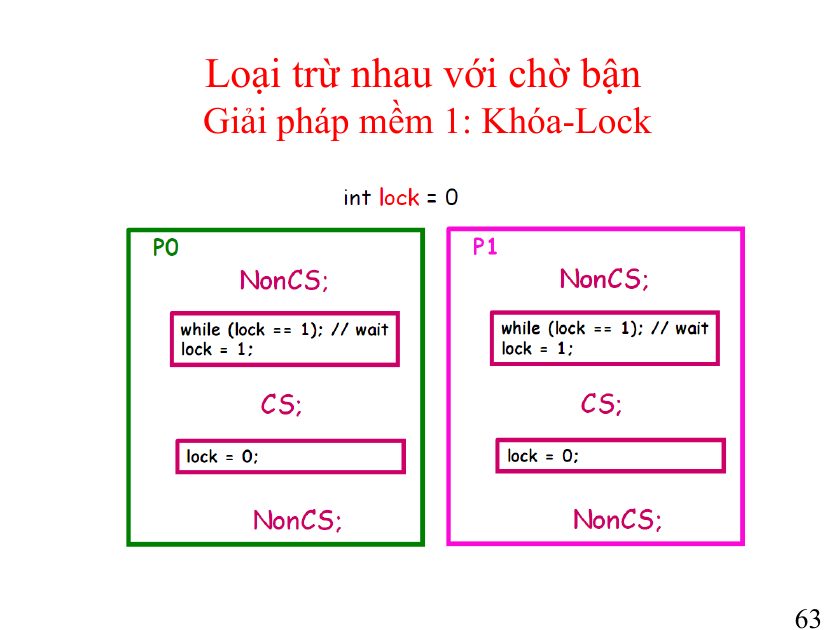 Loại trừ nhau với chờ bận
Giải pháp mềm 1: Khóa-Lock
int lock = 0
P0
NonCS;
while (lock == 1); // wait
lock = 1;
CS;
lock = 0;
NonCS;
P1
NonCS;
while (lock == 1); // wait
lock = 1;
CS;
lock = 0;
NonCS;
63